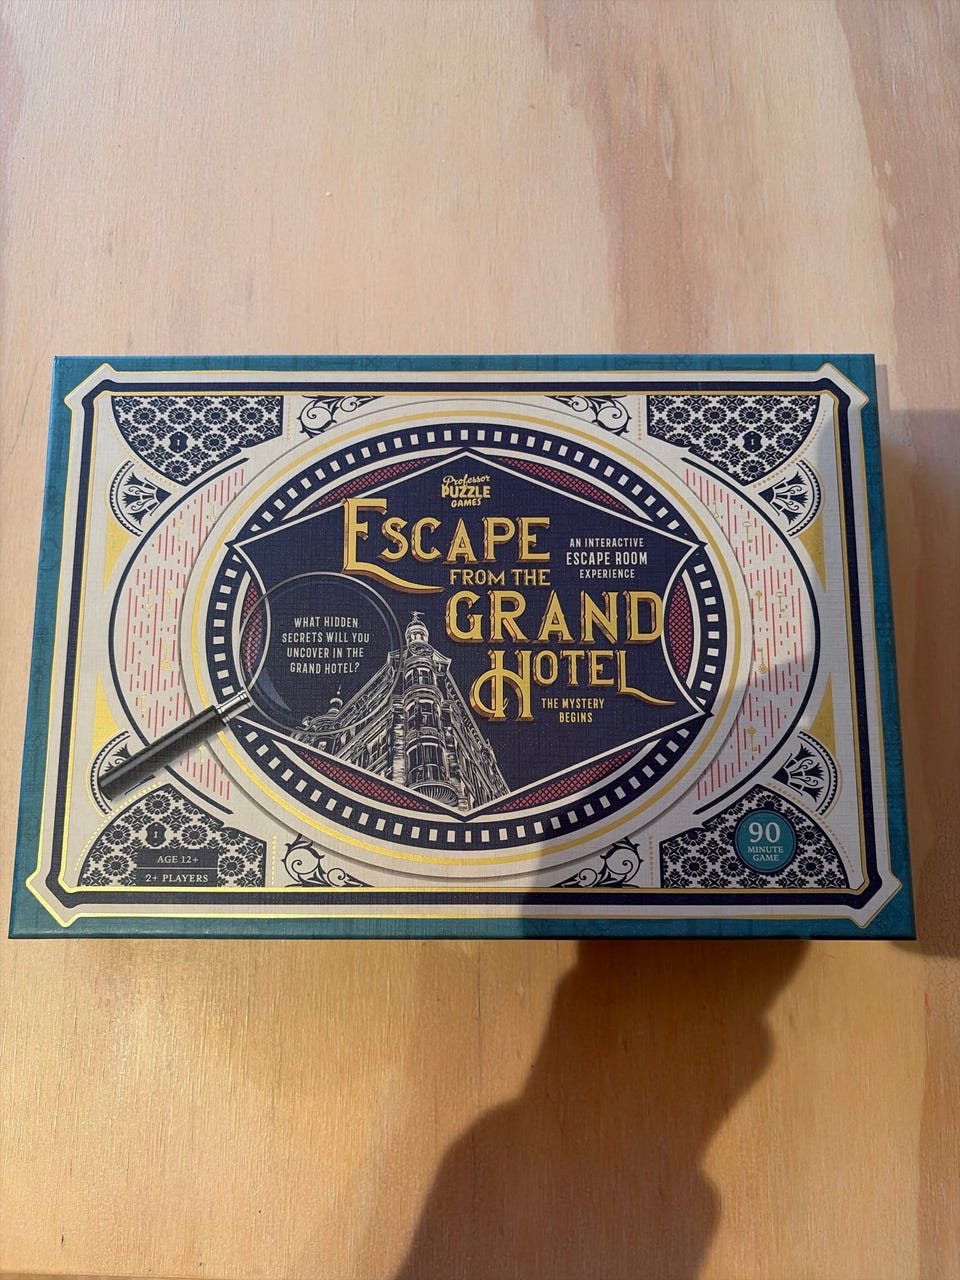 Professor
PUZZLE
GAMES
ESCAPE
FROM THE
GRAND
HOTEL
AN INTERACTIVE
ESCAPE ROOM
EXPERIENCE
THE MYSTERY
BEGINS
WHAT HIDDEN
SECRETS WILL YOU
UNCOVER IN THE
GRAND HOTEL?
AGE 12+
2+ PLAYERS
90
MINUTE
GAME